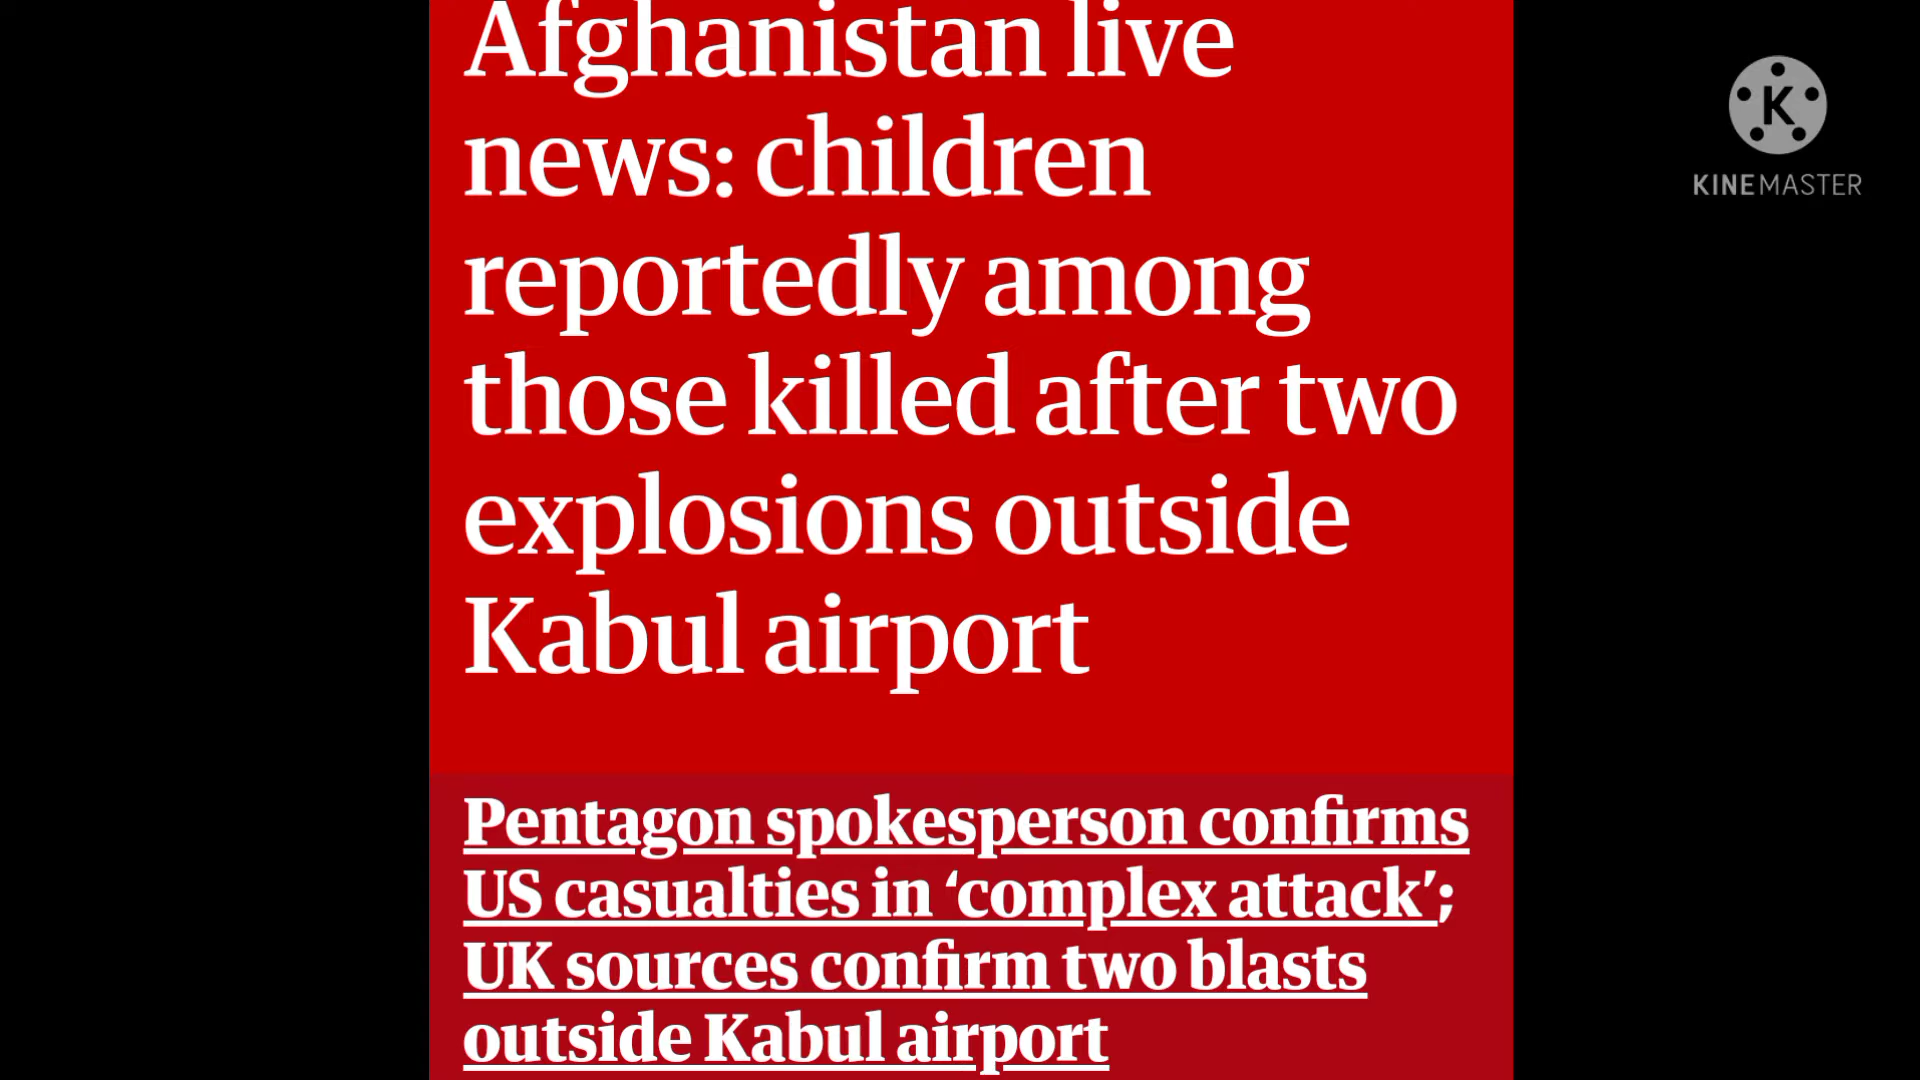 Afghanistan live
news: children
reportedly among
those killed after two
explosions outside
Kabul airport
Pentagon spokesperson confirms
US casualties in ‘complex attack’;
UK sources confirm two blasts
outside Kabul airport
K
KINEMASTER